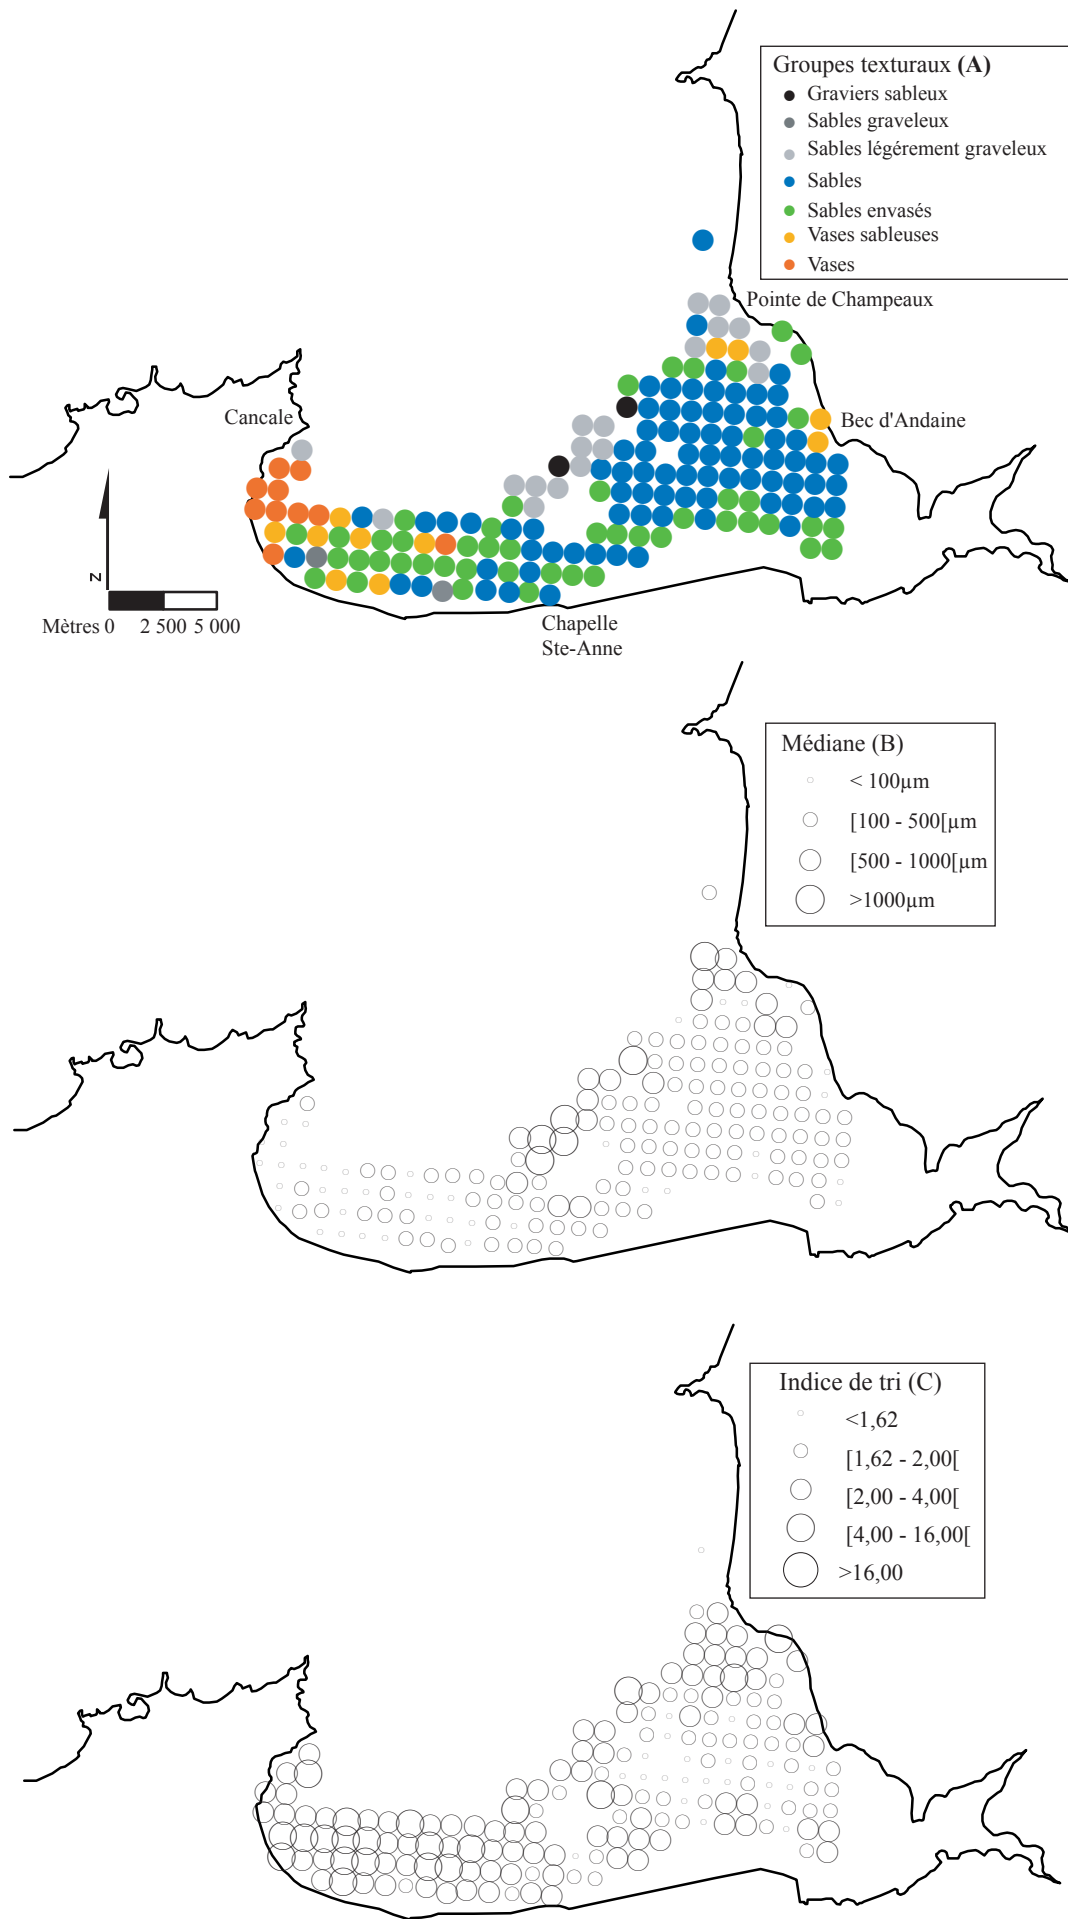 Groupes texturaux (A)
Graviers sableux
Sables graveleux
Sables légérement graveleux
Sables
Sables envasés
Vases sableuses
Vases
Pointe de Champeaux
Cancale
Bec d'Andaine
z
Mètres 0 2 500 5 000
Chapelle
Ste-Anne
Médiane (B)
< 100µm
[100 - 500[µm
[500 - 1000[µm
>1000µm
Indice de tri (C)
<1,62
[1,62 - 2,00[
[2,00 - 4,00[
[4,00 - 16,00[
>16,00